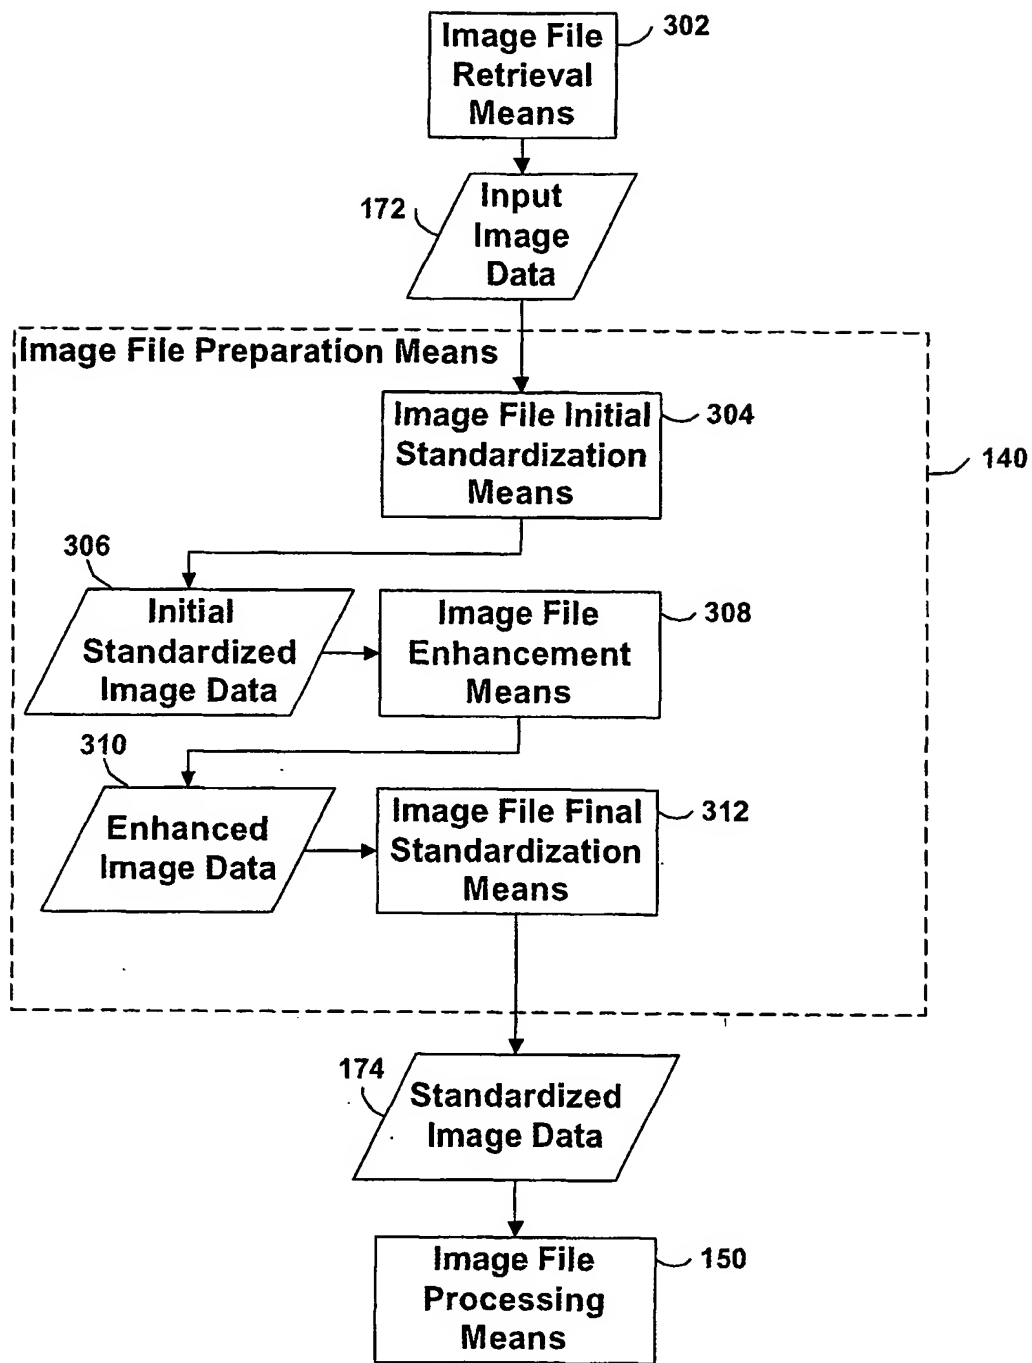 Image File
Retrieval
Means
302
172
Input
Image
Data
Image File Preparation Means
Image File Initial
Standardization
Means
304
140
306
Initial
Standardized
Image Data
Image File
Enhancement
Means
308
310
Enhanced
Image Data
Image File Final
Standardization
Means
312
174
Standardized
Image Data
Image File
Processing
Means
150